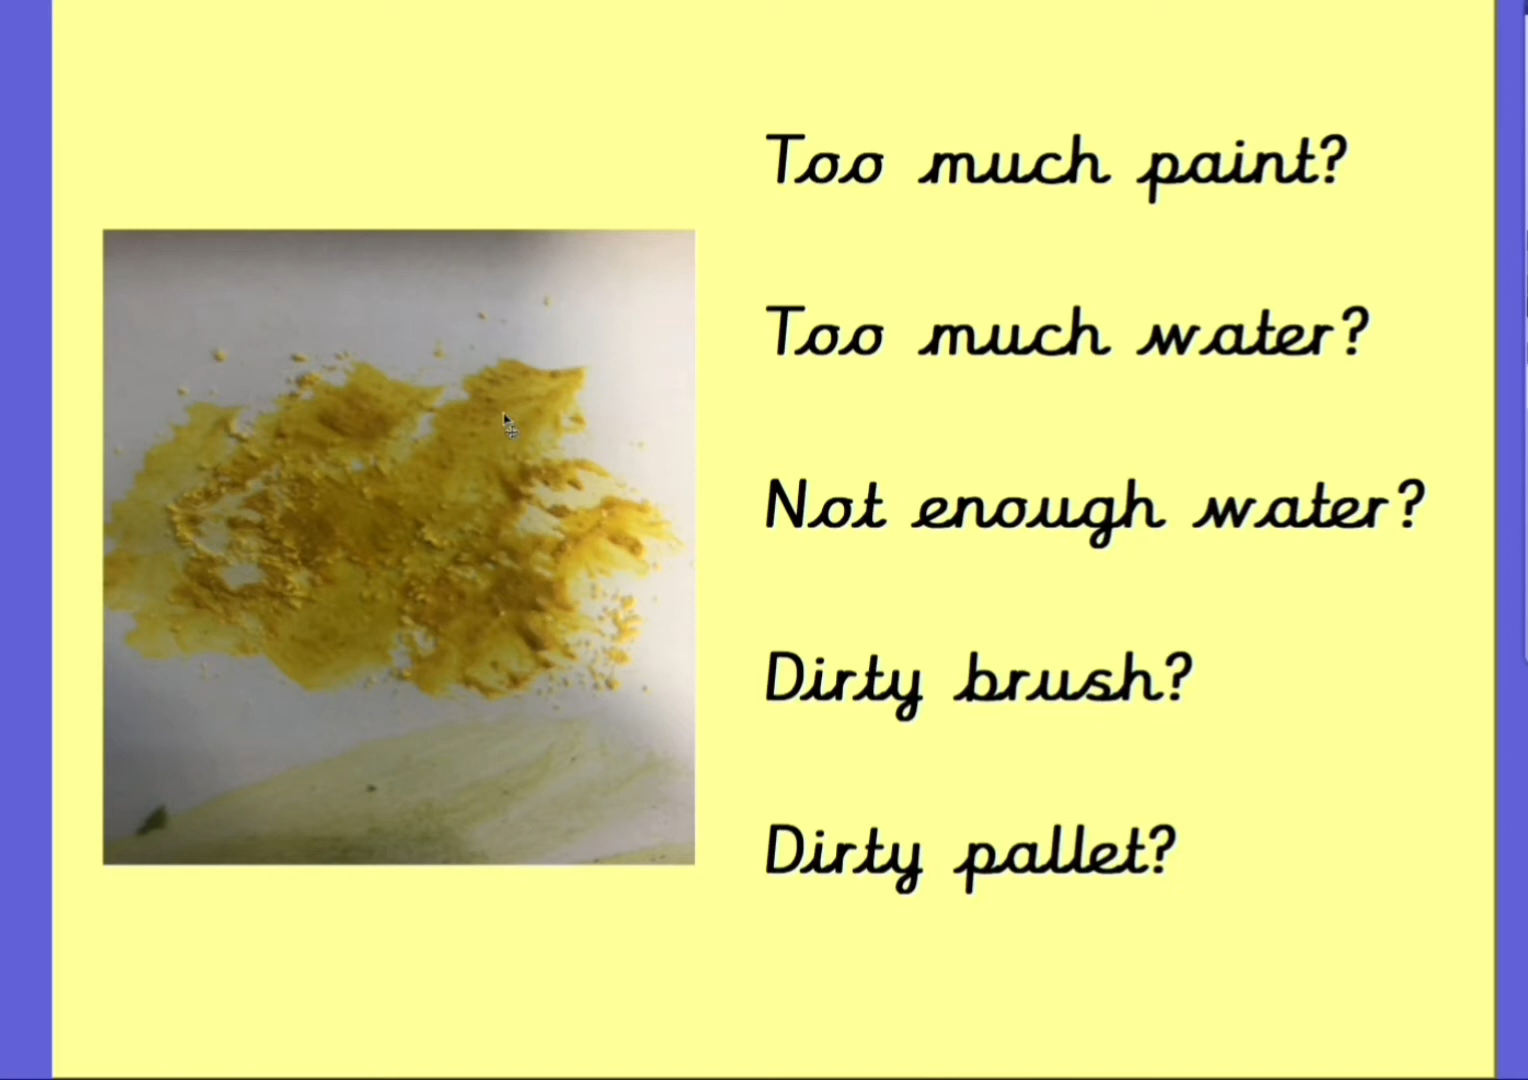 Too much paint?
Too much water?
Not enough water?
Dirty brush?
Dirty pallet?